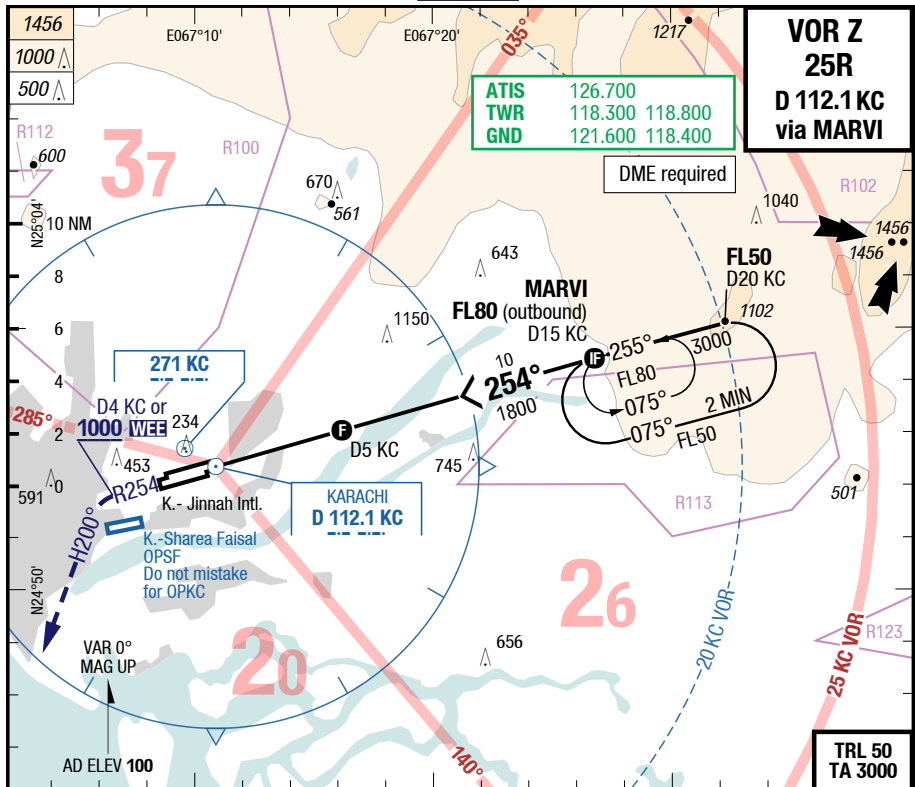 1456
1000
500
E067°10'
E067°20'
035°
1217
VOR Z
25R
D 112.1 KC
via MARVI
ATIS 126.700
TWR 118.300 118.800
GND 121.600 118.400
DME required
R112
600
37
R100
670
561
R102
1040
1456
1456
N25°04'
10 NM
8
6
4
2
0
643
MARVI
FL80 (outbound)
D15 KC
FL50
D20 KC
1102
1150
271 KC
D4 KC or
1000 WEE
285°
234
453
591
R254
K.- Jinnah Intl.
F
D5 KC
10
254°
1800
IF
255°
3000
FL80
075°
2 MIN
075°
FL50
745
KARACHI
D 112.1 KC
R113
501
H200°
K.-Sharea Faisal
OPSF
Do not mistake
for OPKC
N24°50'
26
20 KC VOR
25 KC VOR
R123
656
VAR 0°
MAG UP
20
140°
AD ELEV 100
TRL 50
TA 3000